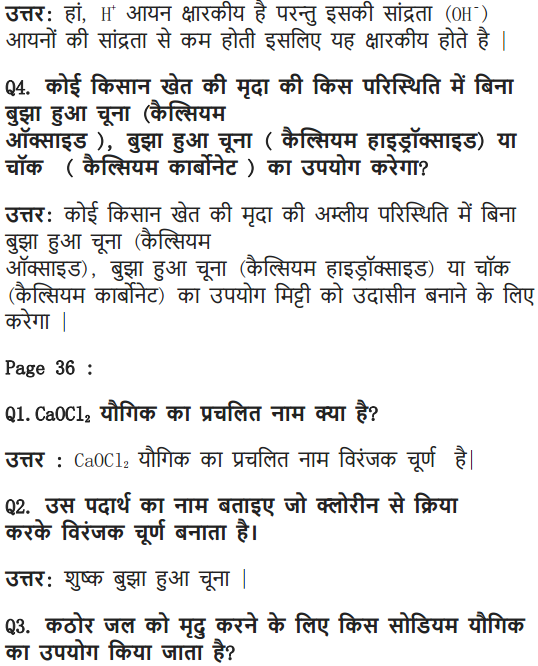 उत्तर: हां, H⁺ आयन क्षारकीय है परन्तु इसकी सांद्रता (OH⁻)
आयनों की सांद्रता से कम होती इसलिए यह क्षारकीय होते है |
Q4. कोई किसान खेत की मृदा की किस परिस्थिति में बिना
बुझा हुआ चूना (कैल्सियम
ऑक्साइड ), बुझा हुआ चूना ( कैल्सियम हाइड्रॉक्साइड) या
चॉक ( कैल्सियम कार्बोनेट ) का उपयोग करेगा?
उत्तर: कोई किसान खेत की मृदा की अम्लीय परिस्थिति में बिना
बुझा हुआ चूना (कैल्सियम
ऑक्साइड), बुझा हुआ चूना (कैल्सियम हाइड्रॉक्साइड) या चॉक
(कैल्सियम कार्बोनेट) का उपयोग मिट्टी को उदासीन बनाने के लिए
करेगा |
Page 36 :
Q1.CaOCl₂ यौगिक का प्रचलित नाम क्या है?
उत्तर : CaOCl₂ यौगिक का प्रचलित नाम विरंजक चूर्ण है|
Q2. उस पदार्थ का नाम बताइए जो क्लोरीन से क्रिया
करके विरंजक चूर्ण बनाता है।
उत्तर: शुष्क बुझा हुआ चूना |
Q3. कठोर जल को मृदु करने के लिए किस सोडियम यौगिक
का उपयोग किया जाता है?